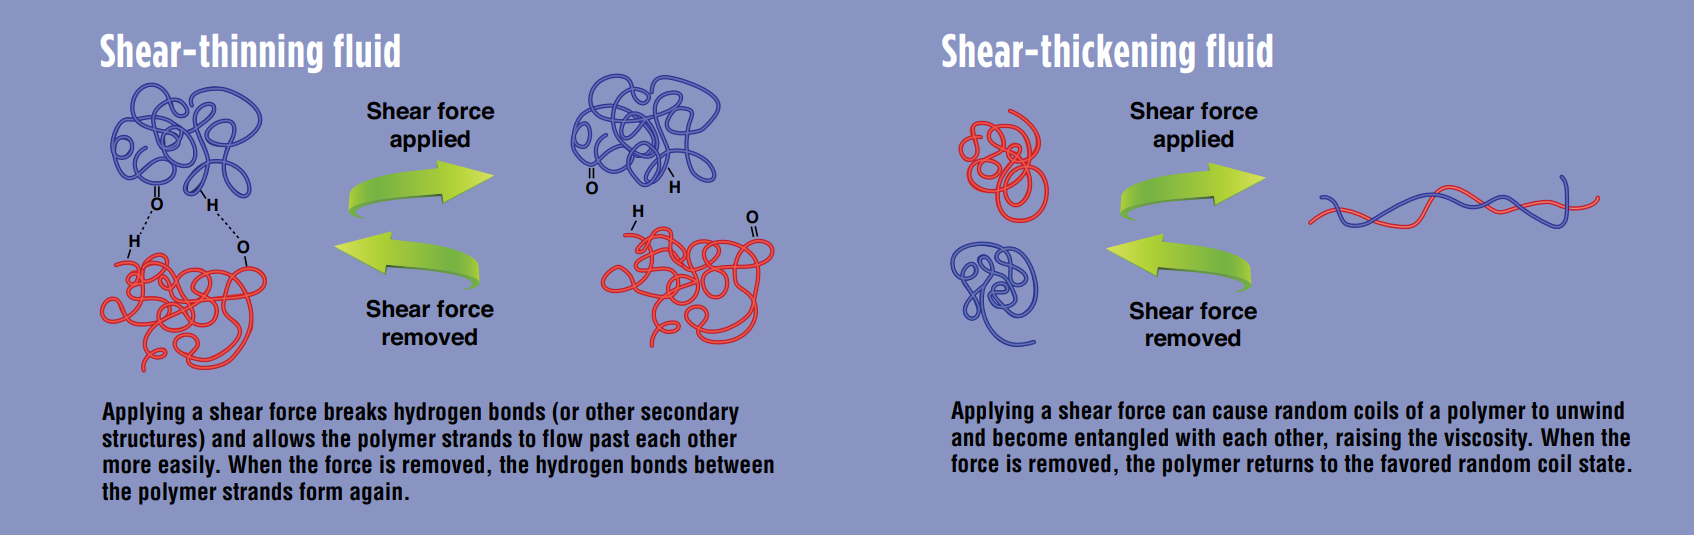 Shear-thinning fluid
Shear force
applied
O
H
H
O
O
H
H
O
Shear force
removed
Applying a shear force breaks hydrogen bonds (or other secondary
structures) and allows the polymer strands to flow past each other
more easily. When the force is removed, the hydrogen bonds between
the polymer strands form again.
Shear-thickening fluid
Shear force
applied
Shear force
removed
Applying a shear force can cause random coils of a polymer to unwind
and become entangled with each other, raising the viscosity. When the
force is removed, the polymer returns to the favored random coil state.